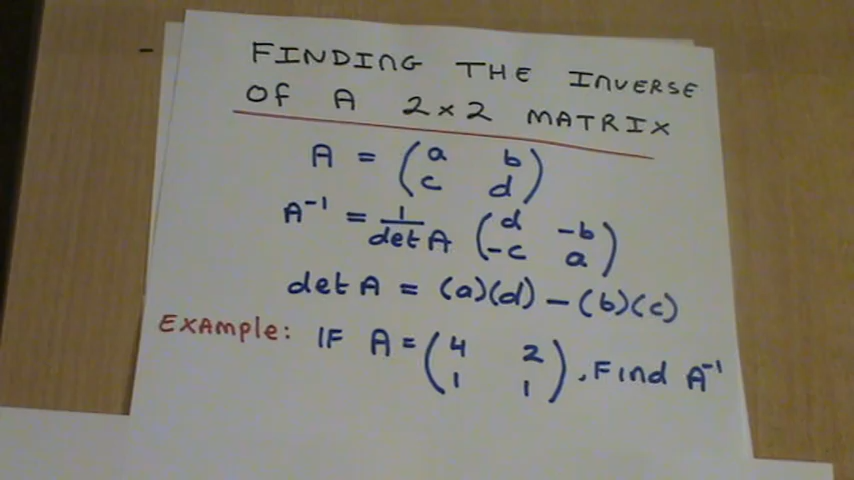 FINDING THE INVERSE
OF A 2×2 MATRIX
A = (a b
c d)
A⁻¹ = 1/det A (d -b
-c a)
det A = (a)(d) - (b)(c)
EXAMPLE: IF A = (4 2
1 1), Find A⁻¹